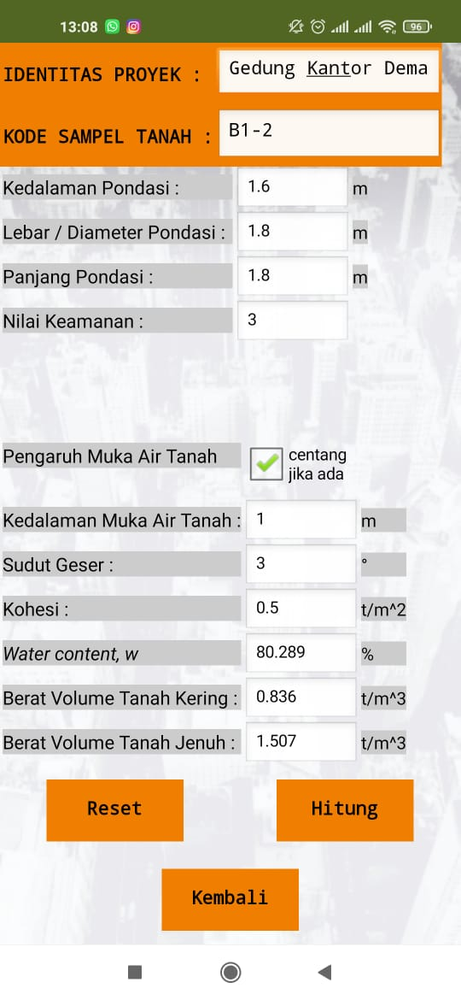 13:08 96
IDENTITAS PROYEK : Gedung Kantor Dema
KODE SAMPEL TANAH : B1-2
Kedalaman Pondasi : 1.6 m
Lebar / Diameter Pondasi : 1.8 m
Panjang Pondasi : 1.8 m
Nilai Keamanan : 3
Pengaruh Muka Air Tanah centang
jika ada
Kedalaman Muka Air Tanah : 1 m
Sudut Geser : 3 °
Kohesi : 0.5 t/m^2
Water content, w 80.289 %
Berat Volume Tanah Kering : 0.836 t/m^3
Berat Volume Tanah Jenuh : 1.507 t/m^3
Reset Hitung
Kembali